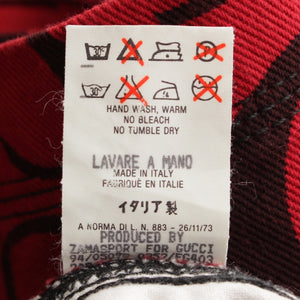 HAND WASH, WARM
NO BLEACH
NO TUMBLE DRY
LAVARE A MANO
MADE IN ITALY
FABRIQUÉ EN ITALIE
イタリア製
A NORMA DI L. N. 883 - 26/11/73
PRODUCED BY
ZAMASPORT FOR GUCCI